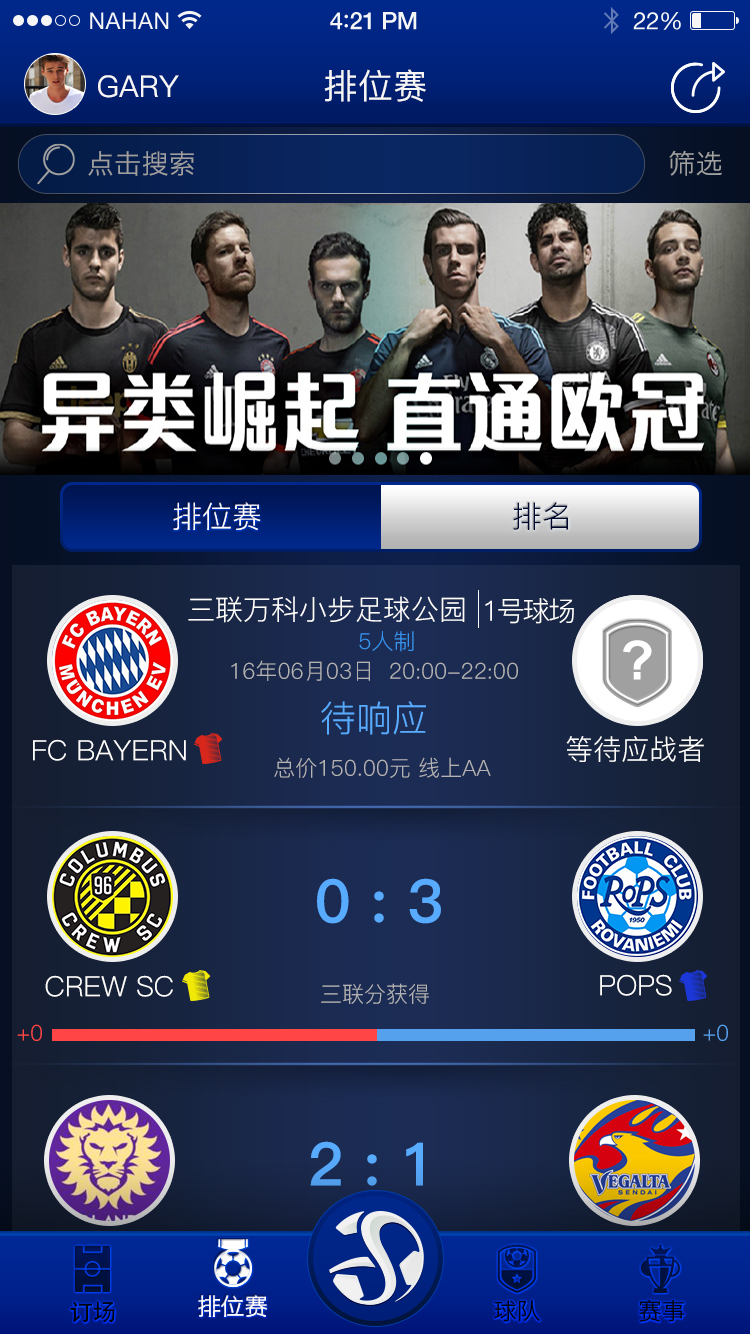 NAHAN 4:21 PM 22%
GARY 排位赛
点击搜索 筛选
异类崛起 直通欧冠
排位赛 排名
三联万科小步足球公园 1号球场
5人制
16年06月03日 20:00-22:00
待响应
总价150.00元 线上AA
FC BAYERN MÜNCHEN EV
FC BAYERN
?
等待应战者
COLUMBUS CREW SC
96
0 : 3
FOOTBALL CLUB ROVANIEMI
RoPS
1950
CREW SC
三联分获得
POPS
+0 +0
2 : 1
VEGALTA
SENDAI
订场 排位赛 球队 赛事